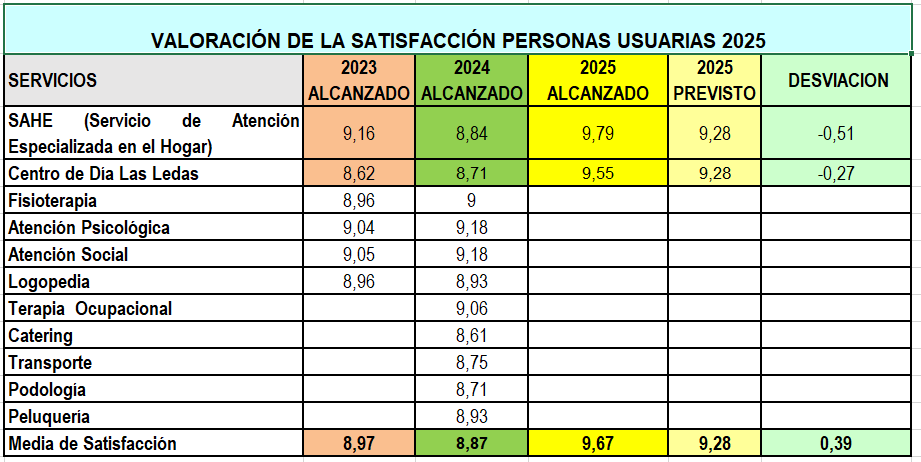 VALORACIÓN DE LA SATISFACCIÓN PERSONAS USUARIAS 2025
SERVICIOS 2023 ALCANZADO 2024 ALCANZADO 2025 ALCANZADO 2025 PREVISTO DESVIACION
SAHE (Servicio de Atención Especializada en el Hogar) 9,16 8,84 9,79 9,28 -0,51
Centro de Dia Las Ledas 8,62 8,71 9,55 9,28 -0,27
Fisioterapia 8,96 9
Atención Psicológica 9,04 9,18
Atención Social 9,05 9,18
Logopedia 8,96 8,93
Terapia Ocupacional 9,06
Catering 8,61
Transporte 8,75
Podología 8,71
Peluquería 8,93
Media de Satisfacción 8,97 8,87 9,67 9,28 0,39